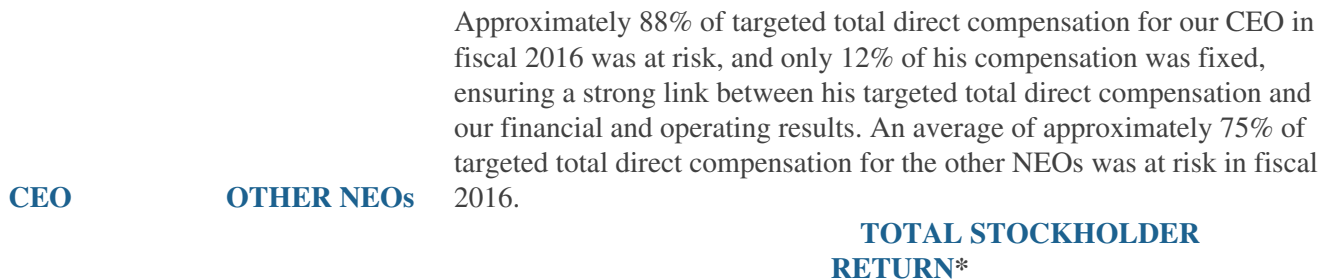 Approximately 88% of targeted total direct compensation for our CEO in
fiscal 2016 was at risk, and only 12% of his compensation was fixed,
ensuring a strong link between his targeted total direct compensation and
our financial and operating results. An average of approximately 75% of
targeted total direct compensation for the other NEOs was at risk in fiscal
CEO OTHER NEOs 2016.
TOTAL STOCKHOLDER
RETURN*